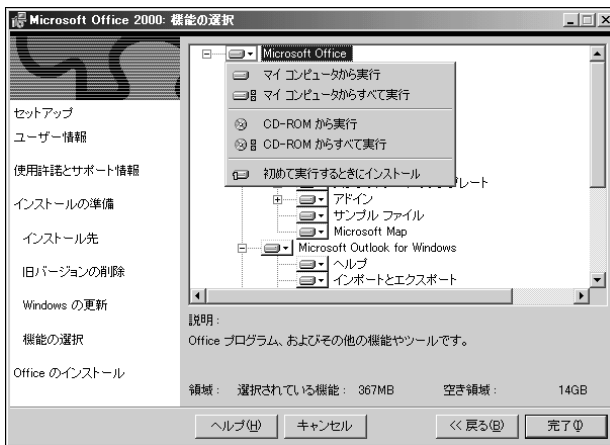 Microsoft Office 2000: 機能の選択
セットアップ
ユーザー情報
使用許諾とサポート情報
インストールの準備
インストール先
旧バージョンの削除
Windows の更新
機能の選択
Office のインストール
Microsoft Office
マイ コンピュータから実行
マイ コンピュータからすべて実行
CD-ROM から実行
CD-ROM からすべて実行
初めて実行するときにインストール
プレート
アドイン
サンプル ファイル
Microsoft Map
Microsoft Outlook for Windows
ヘルプ
インポートとエクスポート
説明:
Office プログラム、およびその他の機能やツールです。
領域: 選択されている機能: 367MB 空き領域: 14GB
ヘルプ(H) キャンセル << 戻る(B) 完了(I)